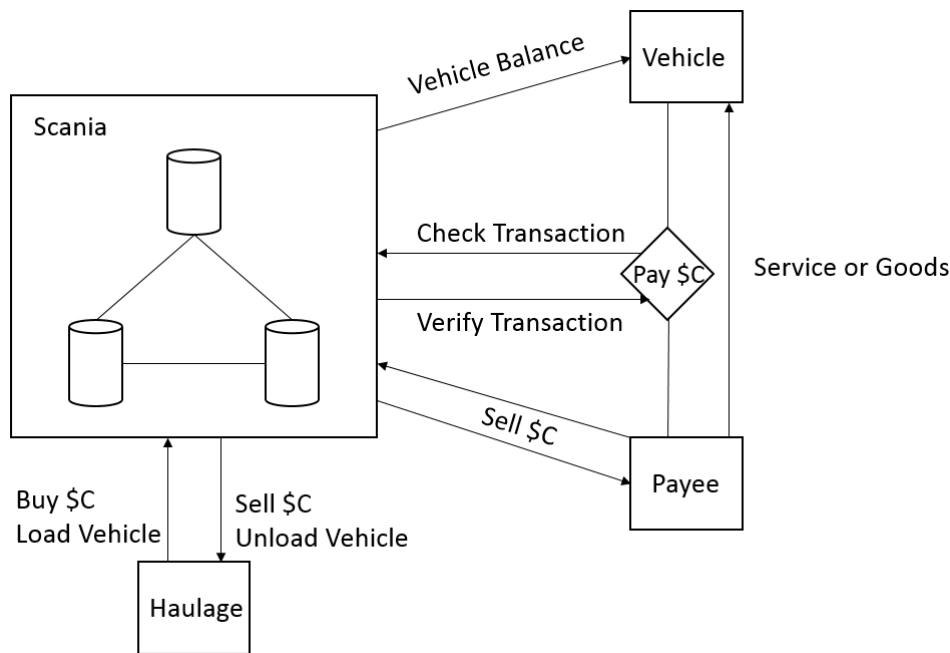 Vehicle Balance
Vehicle
Scania
Check Transaction
Pay $C
Service or Goods
Verify Transaction
Sell $C
Payee
Buy $C
Load Vehicle
Sell $C
Unload Vehicle
Haulage